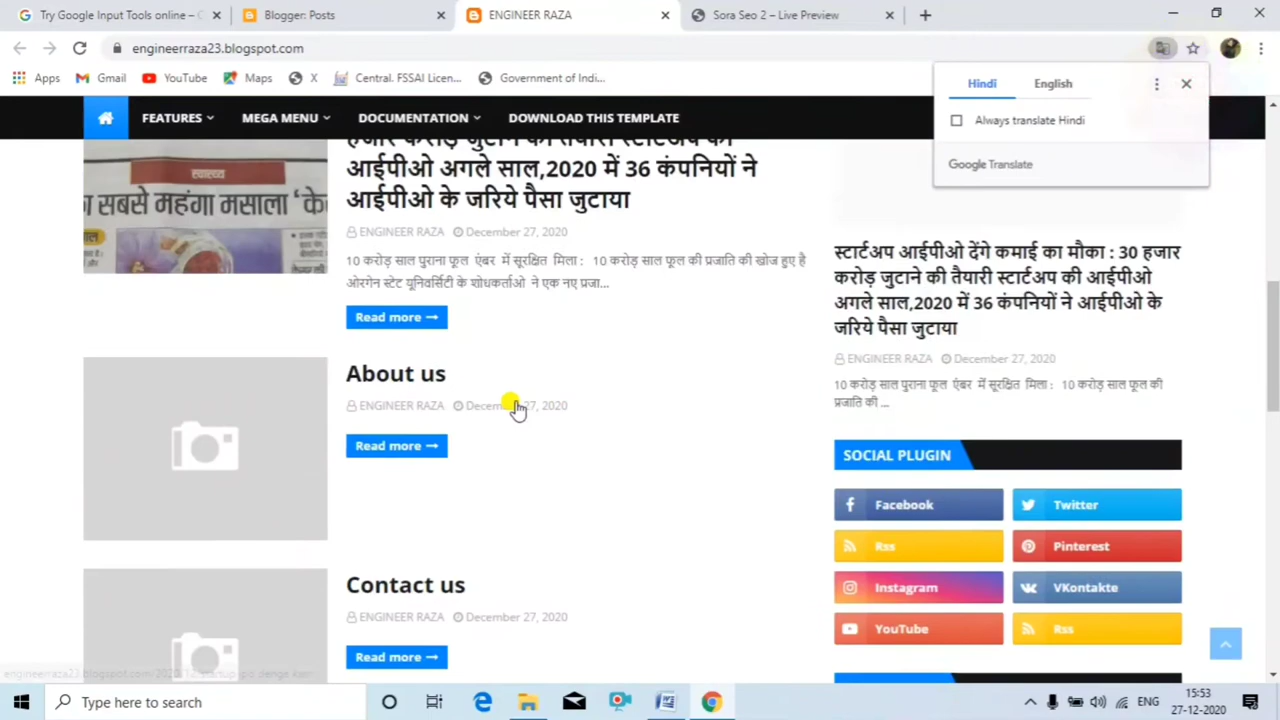 Try Google Input Tools online – G
Blogger: Posts
ENGINEER RAZA
Sora Seo 2 – Live Preview
engineerraza23.blogspot.com
Apps
Gmail
YouTube
Maps
X
Central. FSSAI Licen...
Government of Indi...
Hindi
English
Always translate Hindi
Google Translate
FEATURES
MEGA MENU
DOCUMENTATION
DOWNLOAD THIS TEMPLATE
हजार करोड़ जुटाने की तैयारी स्टार्टअप की
आईपीओ अगले साल,2020 में 36 कंपनियों ने
आईपीओ के जरिये पैसा जुटाया
ENGINEER RAZA December 27, 2020
10 करोड़ साल पुराना फूल एंबर में सुरक्षित मिला : 10 करोड़ साल फूल की प्रजाति की खोज हुए है
ओरगेन स्टेट यूनिवर्सिटी के शोधकर्ताओ ने एक नए प्रजा...
Read more
स्वास्थ्य
सबसे महंगा मसाला 'के
About us
ENGINEER RAZA December 27, 2020
Read more
Contact us
ENGINEER RAZA December 27, 2020
Read more
स्टार्टअप आईपीओ देंगे कमाई का मौका : 30 हजार
करोड़ जुटाने की तैयारी स्टार्टअप की आईपीओ
अगले साल,2020 में 36 कंपनियों ने आईपीओ के
जरिये पैसा जुटाया
ENGINEER RAZA December 27, 2020
10 करोड़ साल पुराना फूल एंबर में सुरक्षित मिला : 10 करोड़ साल फूल की
प्रजाति की ...
SOCIAL PLUGIN
Facebook
Twitter
Rss
Pinterest
Instagram
VKontakte
YouTube
Rss
Type here to search
ENG
15:53
27-12-2020